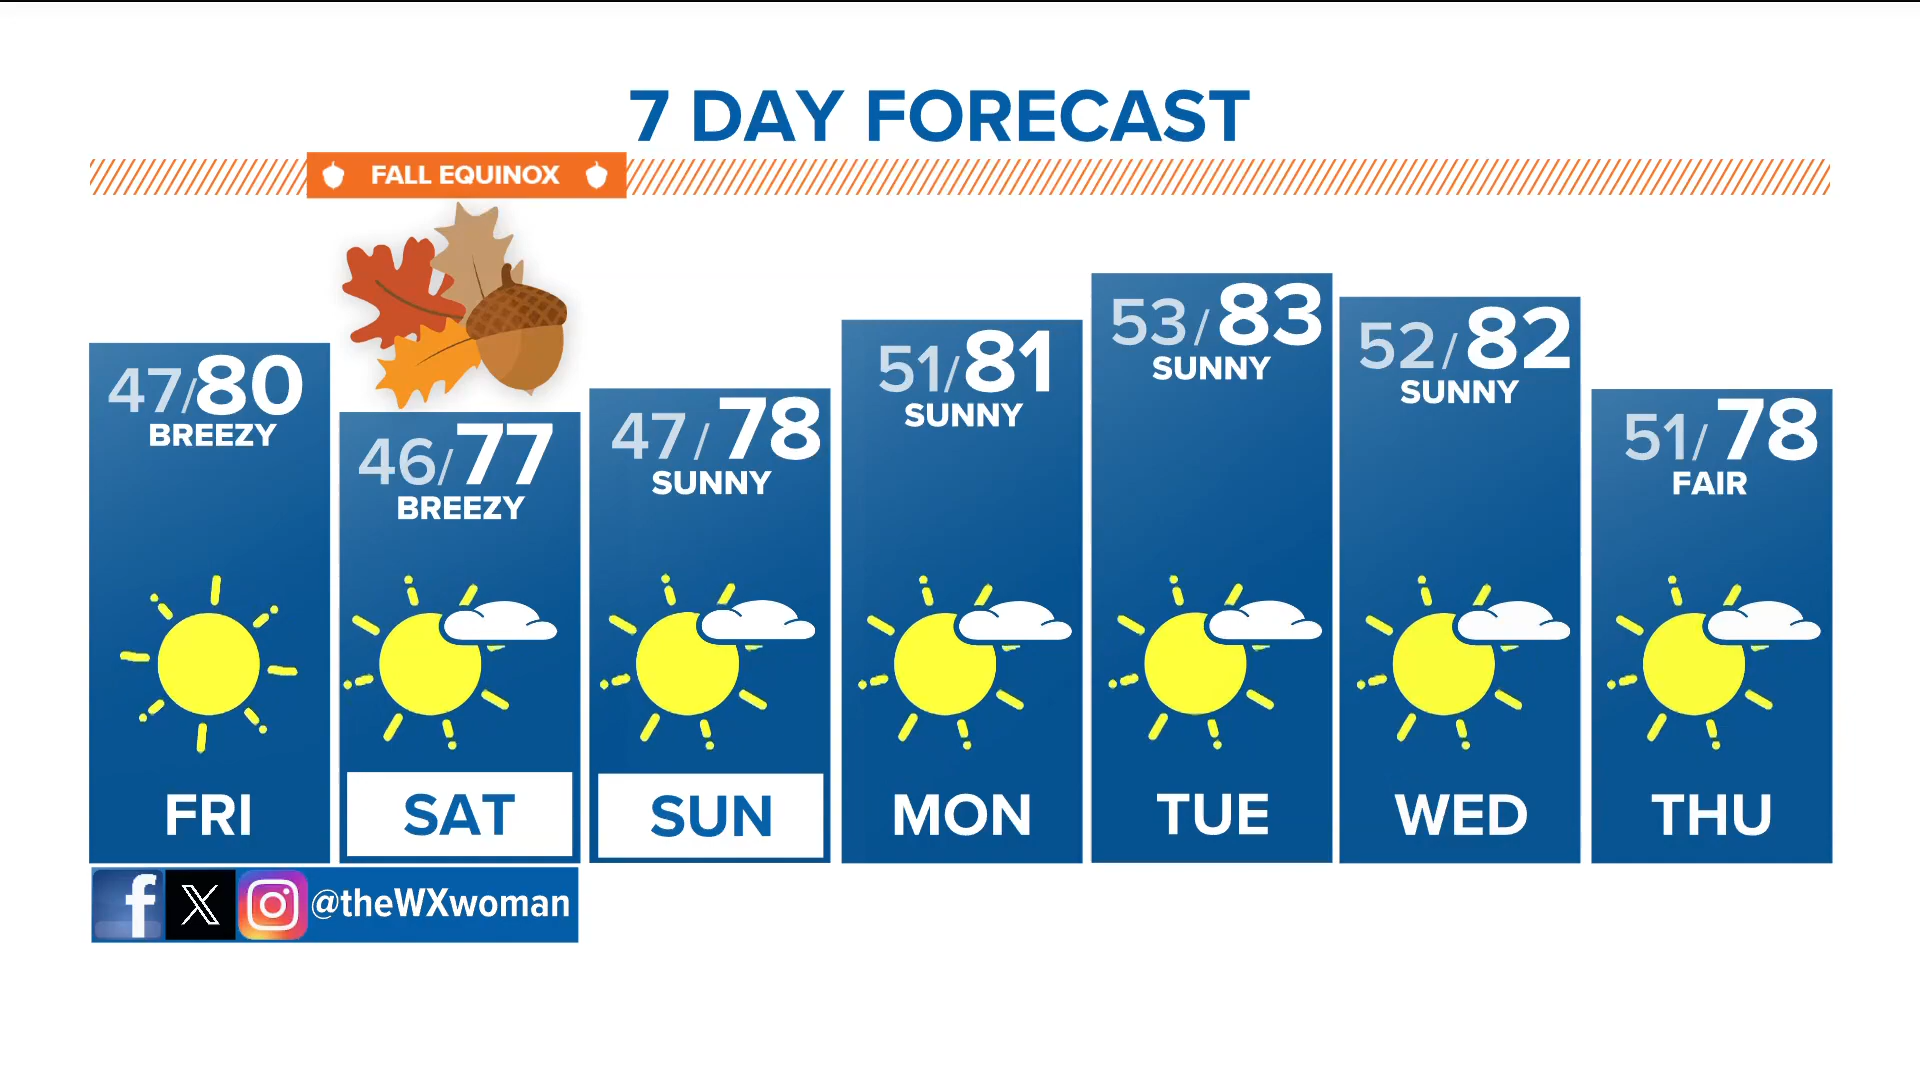 7 DAY FORECAST
FALL EQUINOX
47/80
BREEZY
FRI
46/77
BREEZY
SAT
47/78
SUNNY
SUN
51/81
SUNNY
MON
53/83
SUNNY
TUE
52/82
SUNNY
WED
51/78
FAIR
THU
@theWXwoman